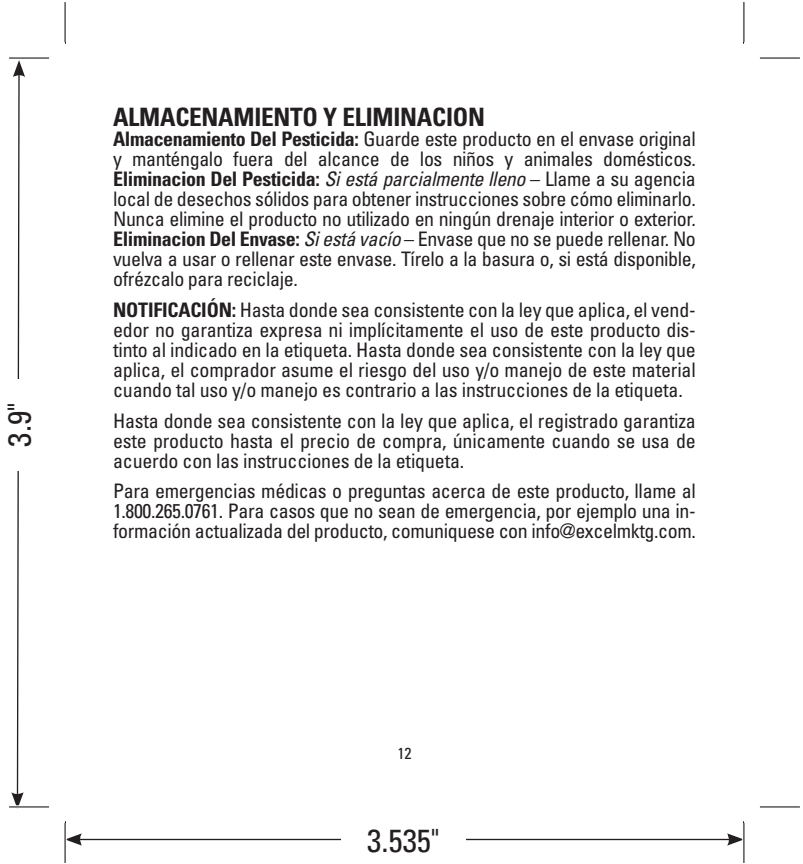 ALMACENAMIENTO Y ELIMINACION
Almacenamiento Del Pesticida: Guarde este producto en el envase original
y manténgalo fuera del alcance de los niños y animales domésticos.
Eliminacion Del Pesticida: Si está parcialmente lleno – Llame a su agencia
local de desechos sólidos para obtener instrucciones sobre cómo eliminarlo.
Nunca elimine el producto no utilizado en ningún drenaje interior o exterior.
Eliminacion Del Envase: Si está vacío – Envase que no se puede rellenar. No
vuelva a usar o rellenar este envase. Tírelo a la basura o, si está disponible,
ofrézcalo para reciclaje.
NOTIFICACIÓN: Hasta donde sea consistente con la ley que aplica, el vend-
edor no garantiza expresa ni implícitamente el uso de este producto dis-
tinto al indicado en la etiqueta. Hasta donde sea consistente con la ley que
aplica, el comprador asume el riesgo del uso y/o manejo de este material
cuando tal uso y/o manejo es contrario a las instrucciones de la etiqueta.
Hasta donde sea consistente con la ley que aplica, el registrado garantiza
este producto hasta el precio de compra, únicamente cuando se usa de
acuerdo con las instrucciones de la etiqueta.
Para emergencias médicas o preguntas acerca de este producto, llame al
1.800.265.0761. Para casos que no sean de emergencia, por ejemplo una in-
formación actualizada del producto, comuniquese con info@excelmktg.com.
3.9"
12
3.535"